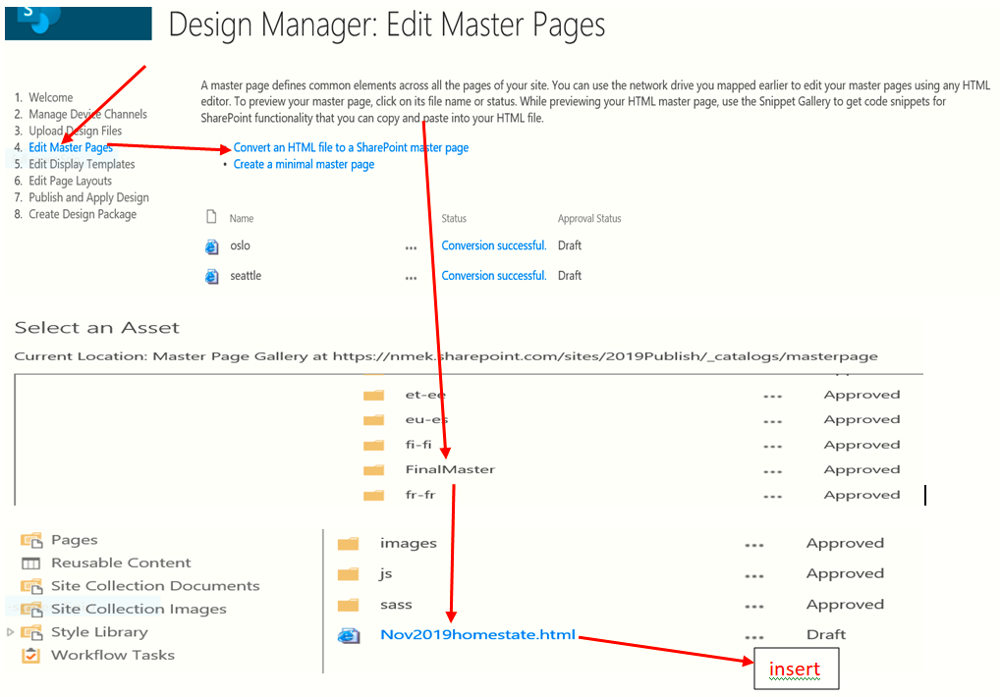 S
Design Manager: Edit Master Pages
A master page defines common elements across all the pages of your site. You can use the network drive you mapped earlier to edit your master pages using any HTML
editor. To preview your master page, click on its file name or status. While previewing your HTML master page, use the Snippet Gallery to get code snippets for
SharePoint functionality that you can copy and paste into your HTML file.
1. Welcome
2. Manage Device Channels
3. Upload Design Files
4. Edit Master Pages
5. Edit Display Templates
6. Edit Page Layouts
7. Publish and Apply Design
8. Create Design Package
Convert an HTML file to a SharePoint master page
• Create a minimal master page
Name Status Approval Status
oslo ... Conversion successful. Draft
seattle ... Conversion successful. Draft
Select an Asset
Current Location: Master Page Gallery at https://nmek.sharepoint.com/sites/2019Publish/_catalogs/masterpage
et-ee ... Approved
eu-es ... Approved
fi-fi ... Approved
FinalMaster ... Approved
fr-fr ... Approved
Pages
Reusable Content
Site Collection Documents
Site Collection Images
Style Library
Workflow Tasks
images ... Approved
js ... Approved
sass ... Approved
Nov2019homestate.html ... Draft
insert